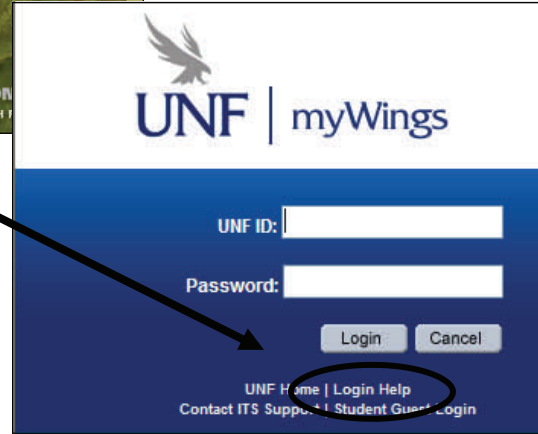 UNF | myWings
UNF ID:
Password:
Login Cancel
UNF Home | Login Help
Contact ITS Support | Student Guest Login